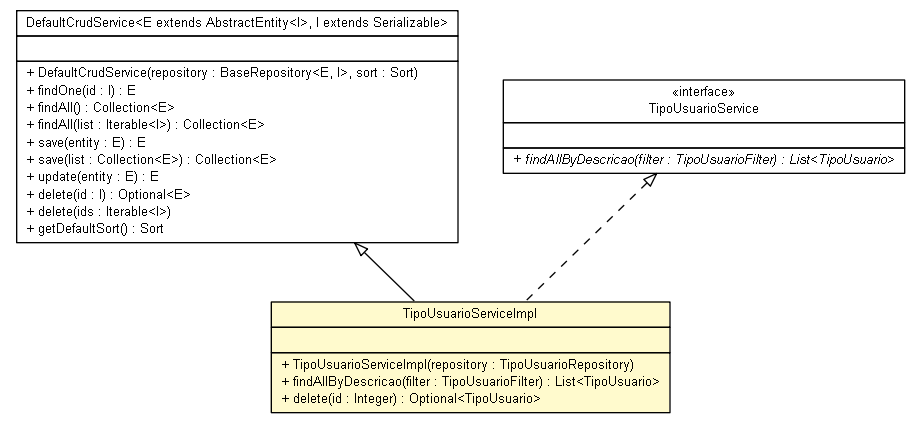 DefaultCrudService<E extends AbstractEntity<I>, I extends Serializable>
+ DefaultCrudService(repository : BaseRepository<E, I>, sort : Sort)
+ findOne(id : I) : E
+ findAll() : Collection<E>
+ findAll(list : Iterable<I>) : Collection<E>
+ save(entity : E) : E
+ save(list : Collection<E>) : Collection<E>
+ update(entity : E) : E
+ delete(id : I) : Optional<E>
+ delete(ids : Iterable<I>)
+ getDefaultSort() : Sort
«interface»
TipoUsuarioService
+ findAllByDescricao(filter : TipoUsuarioFilter) : List<TipoUsuario>
TipoUsuarioServiceImpl
+ TipoUsuarioServiceImpl(repository : TipoUsuarioRepository)
+ findAllByDescricao(filter : TipoUsuarioFilter) : List<TipoUsuario>
+ delete(id : Integer) : Optional<TipoUsuario>